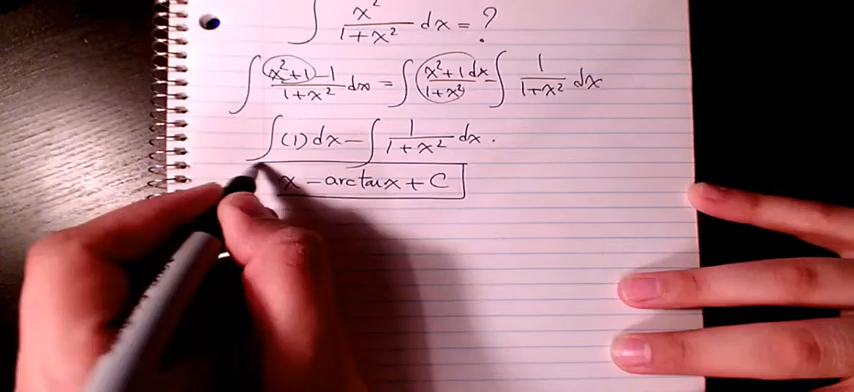 ∫ x²/(1+x²) dx = ?
∫ (x²+1-1)/(1+x²) dx = ∫ (x²+1 dx)/(1+x²) - ∫ 1/(1+x²) dx
∫ (1) dx - ∫ 1/(1+x²) dx .
x - arctan x + C